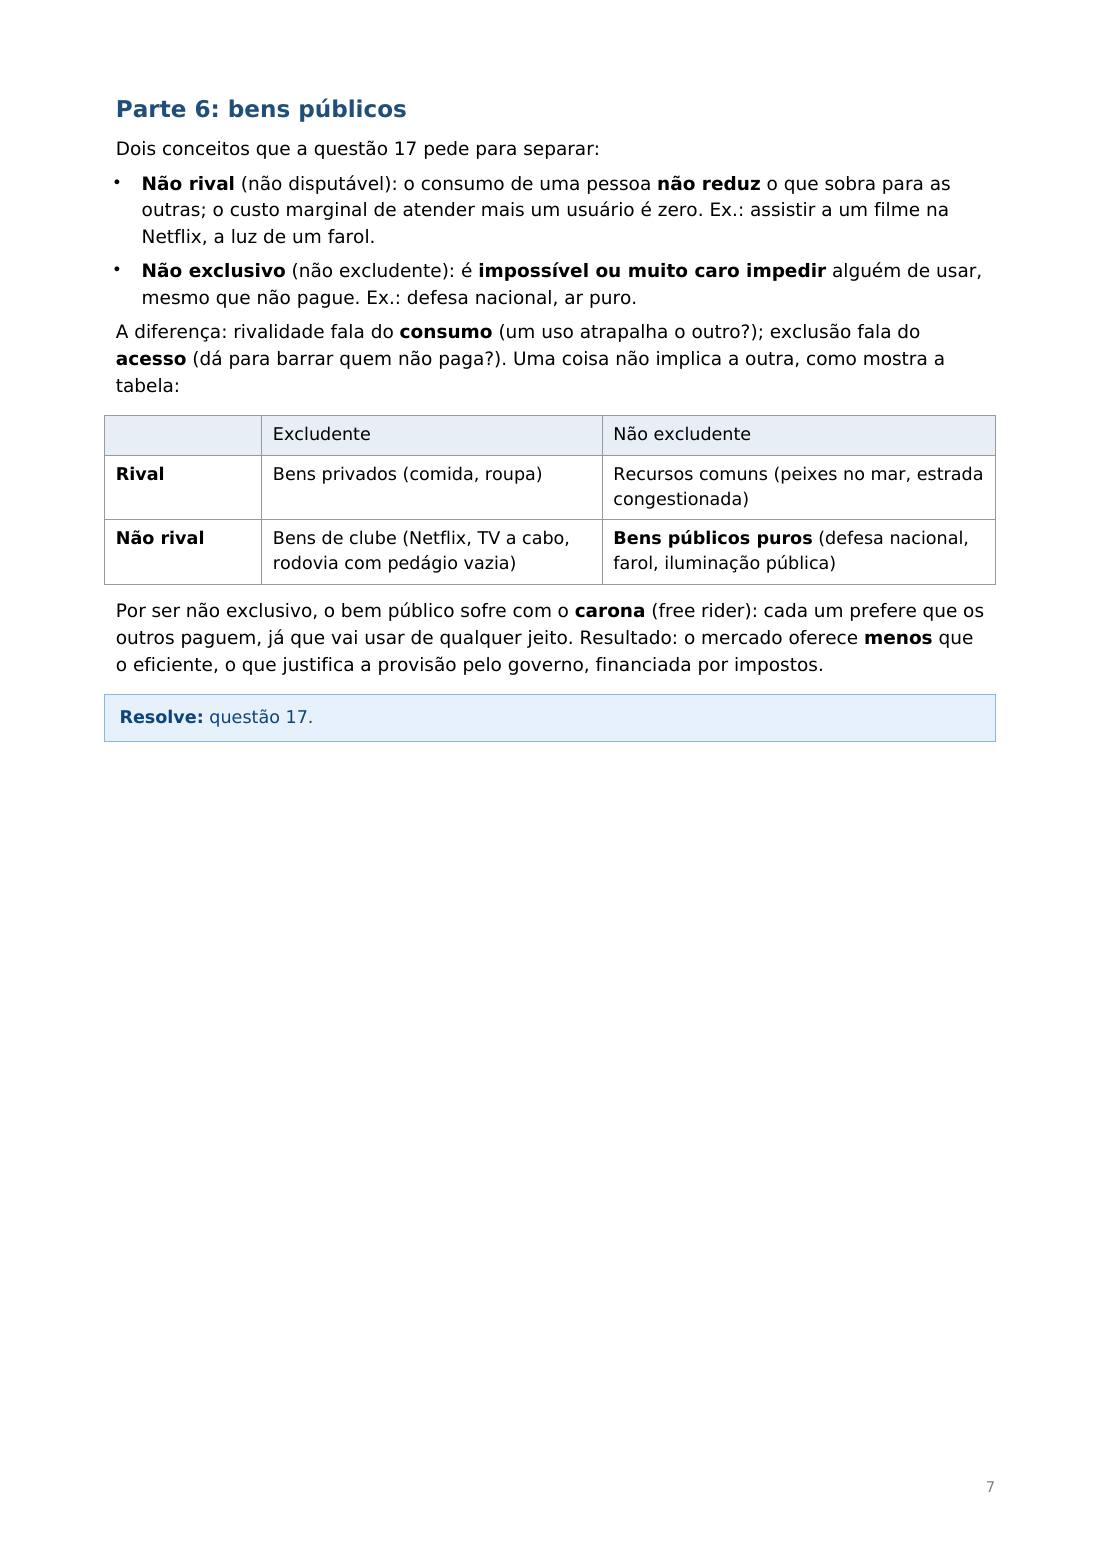 Parte 6: bens públicos
Dois conceitos que a questão 17 pede para separar:
• Não rival (não disputável): o consumo de uma pessoa não reduz o que sobra para as
outras; o custo marginal de atender mais um usuário é zero. Ex.: assistir a um filme na
Netflix, a luz de um farol.
• Não exclusivo (não excludente): é impossível ou muito caro impedir alguém de usar,
mesmo que não pague. Ex.: defesa nacional, ar puro.
A diferença: rivalidade fala do consumo (um uso atrapalha o outro?); exclusão fala do
acesso (dá para barrar quem não paga?). Uma coisa não implica a outra, como mostra a
tabela:
Excludente
Não excludente
Rival
Bens privados (comida, roupa)
Recursos comuns (peixes no mar, estrada
congestionada)
Não rival
Bens de clube (Netflix, TV a cabo,
rodovia com pedágio vazia)
Bens públicos puros (defesa nacional,
farol, iluminação pública)
Por ser não exclusivo, o bem público sofre com o carona (free rider): cada um prefere que os
outros paguem, já que vai usar de qualquer jeito. Resultado: o mercado oferece menos que
o eficiente, o que justifica a provisão pelo governo, financiada por impostos.
Resolve: questão 17.
7